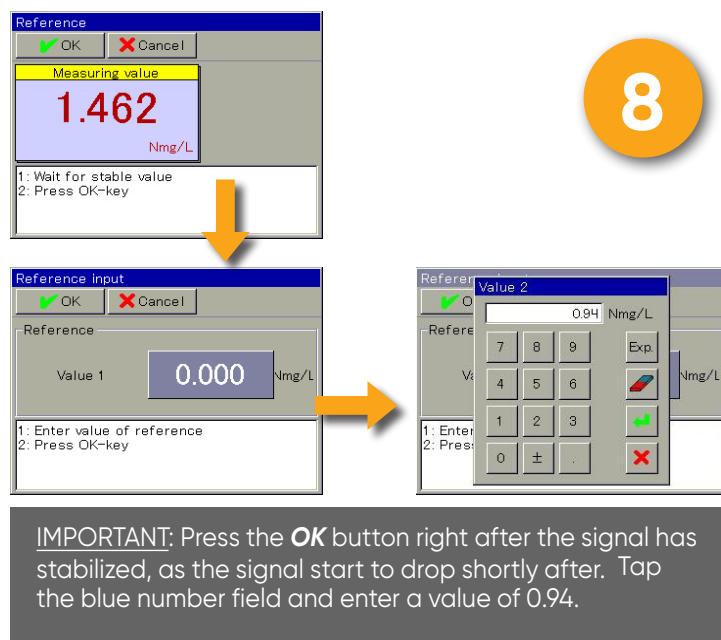 Reference
OK Cancel
Measuring value
1.462
Nmg/L
1: Wait for stable value
2: Press OK-key
8
Reference input
OK Cancel
Reference
Value 1 0.000 Nmg/L
1: Enter value of reference
2: Press OK-key
Referen
O
Refere
Va
Nmg/L
1: Enter
2: Pres
Value 2
0.94 Nmg/L
7 8 9 Exp.
4 5 6
1 2 3
0 ± .
IMPORTANT: Press the OK button right after the signal has
stabilized, as the signal start to drop shortly after. Tap
the blue number field and enter a value of 0.94.